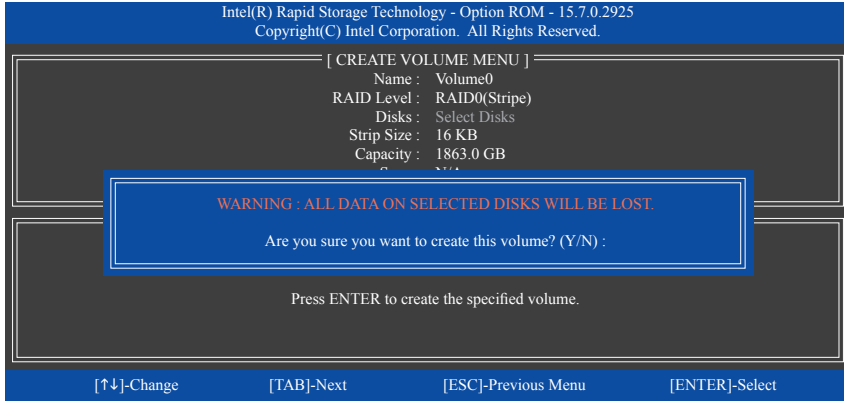 Intel(R) Rapid Storage Technology - Option ROM - 15.7.0.2925
Copyright(C) Intel Corporation. All Rights Reserved.
[ CREATE VOLUME MENU ]
Name : Volume0
RAID Level : RAID0(Stripe)
Disks : Select Disks
Strip Size : 16 KB
Capacity : 1863.0 GB
WARNING : ALL DATA ON SELECTED DISKS WILL BE LOST.
Are you sure you want to create this volume? (Y/N) :
Press ENTER to create the specified volume.
[↑↓]-Change [TAB]-Next [ESC]-Previous Menu [ENTER]-Select